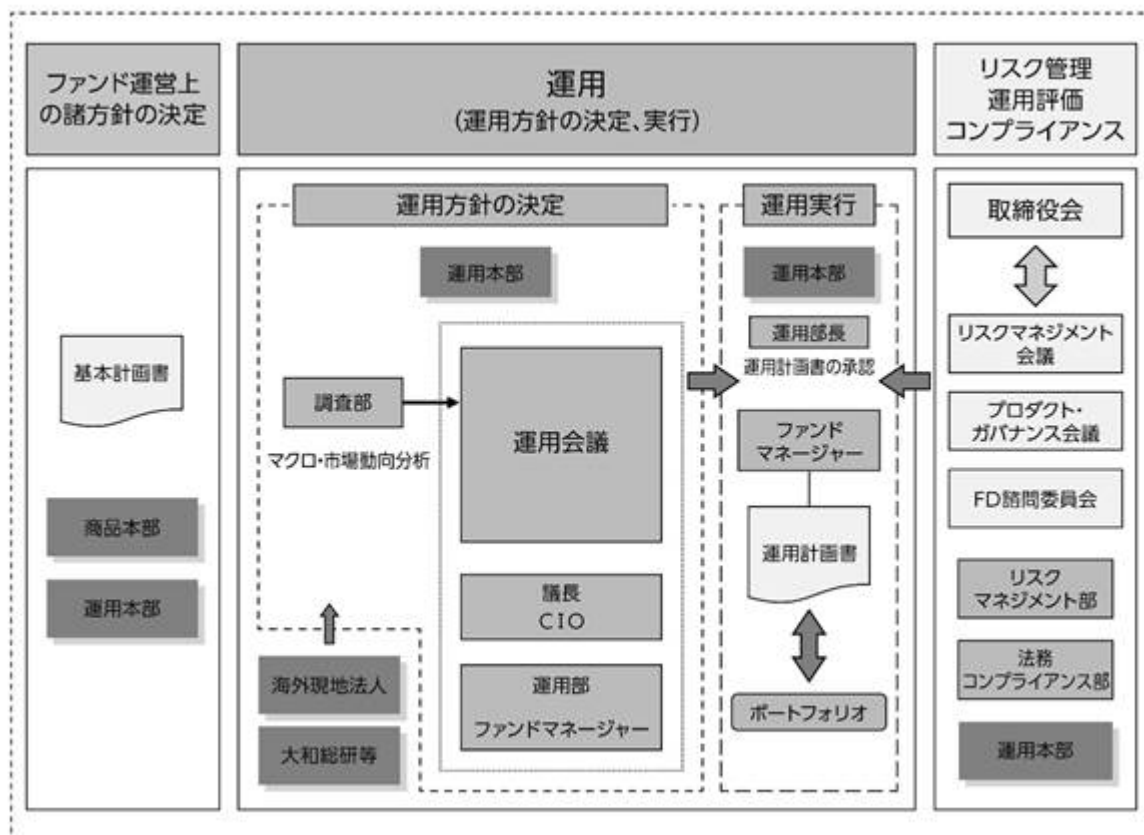 ファンド運営上
の諸方針の決定
運用
(運用方針の決定、実行)
リスク管理
運用評価
コンプライアンス
基本計画書
商品本部
運用本部
運用方針の決定
運用本部
調査部
マクロ・市場動向分析
運用会議
議長
CIO
運用部
ファンドマネージャー
海外現地法人
大和総研等
運用実行
運用本部
運用部長
運用計画書の承認
ファンド
マネージャー
運用計画書
ポートフォリオ
取締役会
リスクマネジメント
会議
プロダクト・
ガバナンス会議
FD諮問委員会
リスク
マネジメント部
法務
コンプライアンス部
運用本部